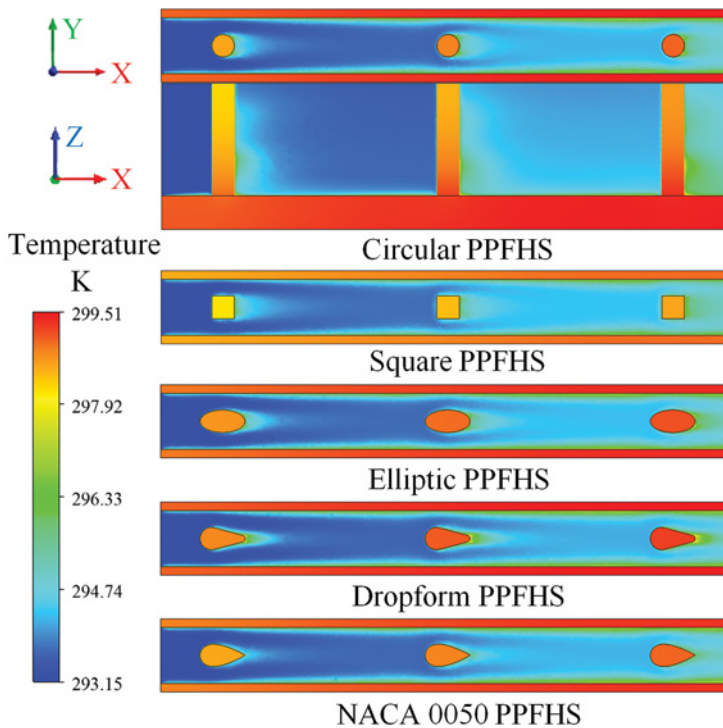 Y
X
Z
X
Circular PPFHS
Temperature
K
299.51
297.92
296.33
294.74
293.15
Square PPFHS
Elliptic PPFHS
Dropform PPFHS
NACA 0050 PPFHS